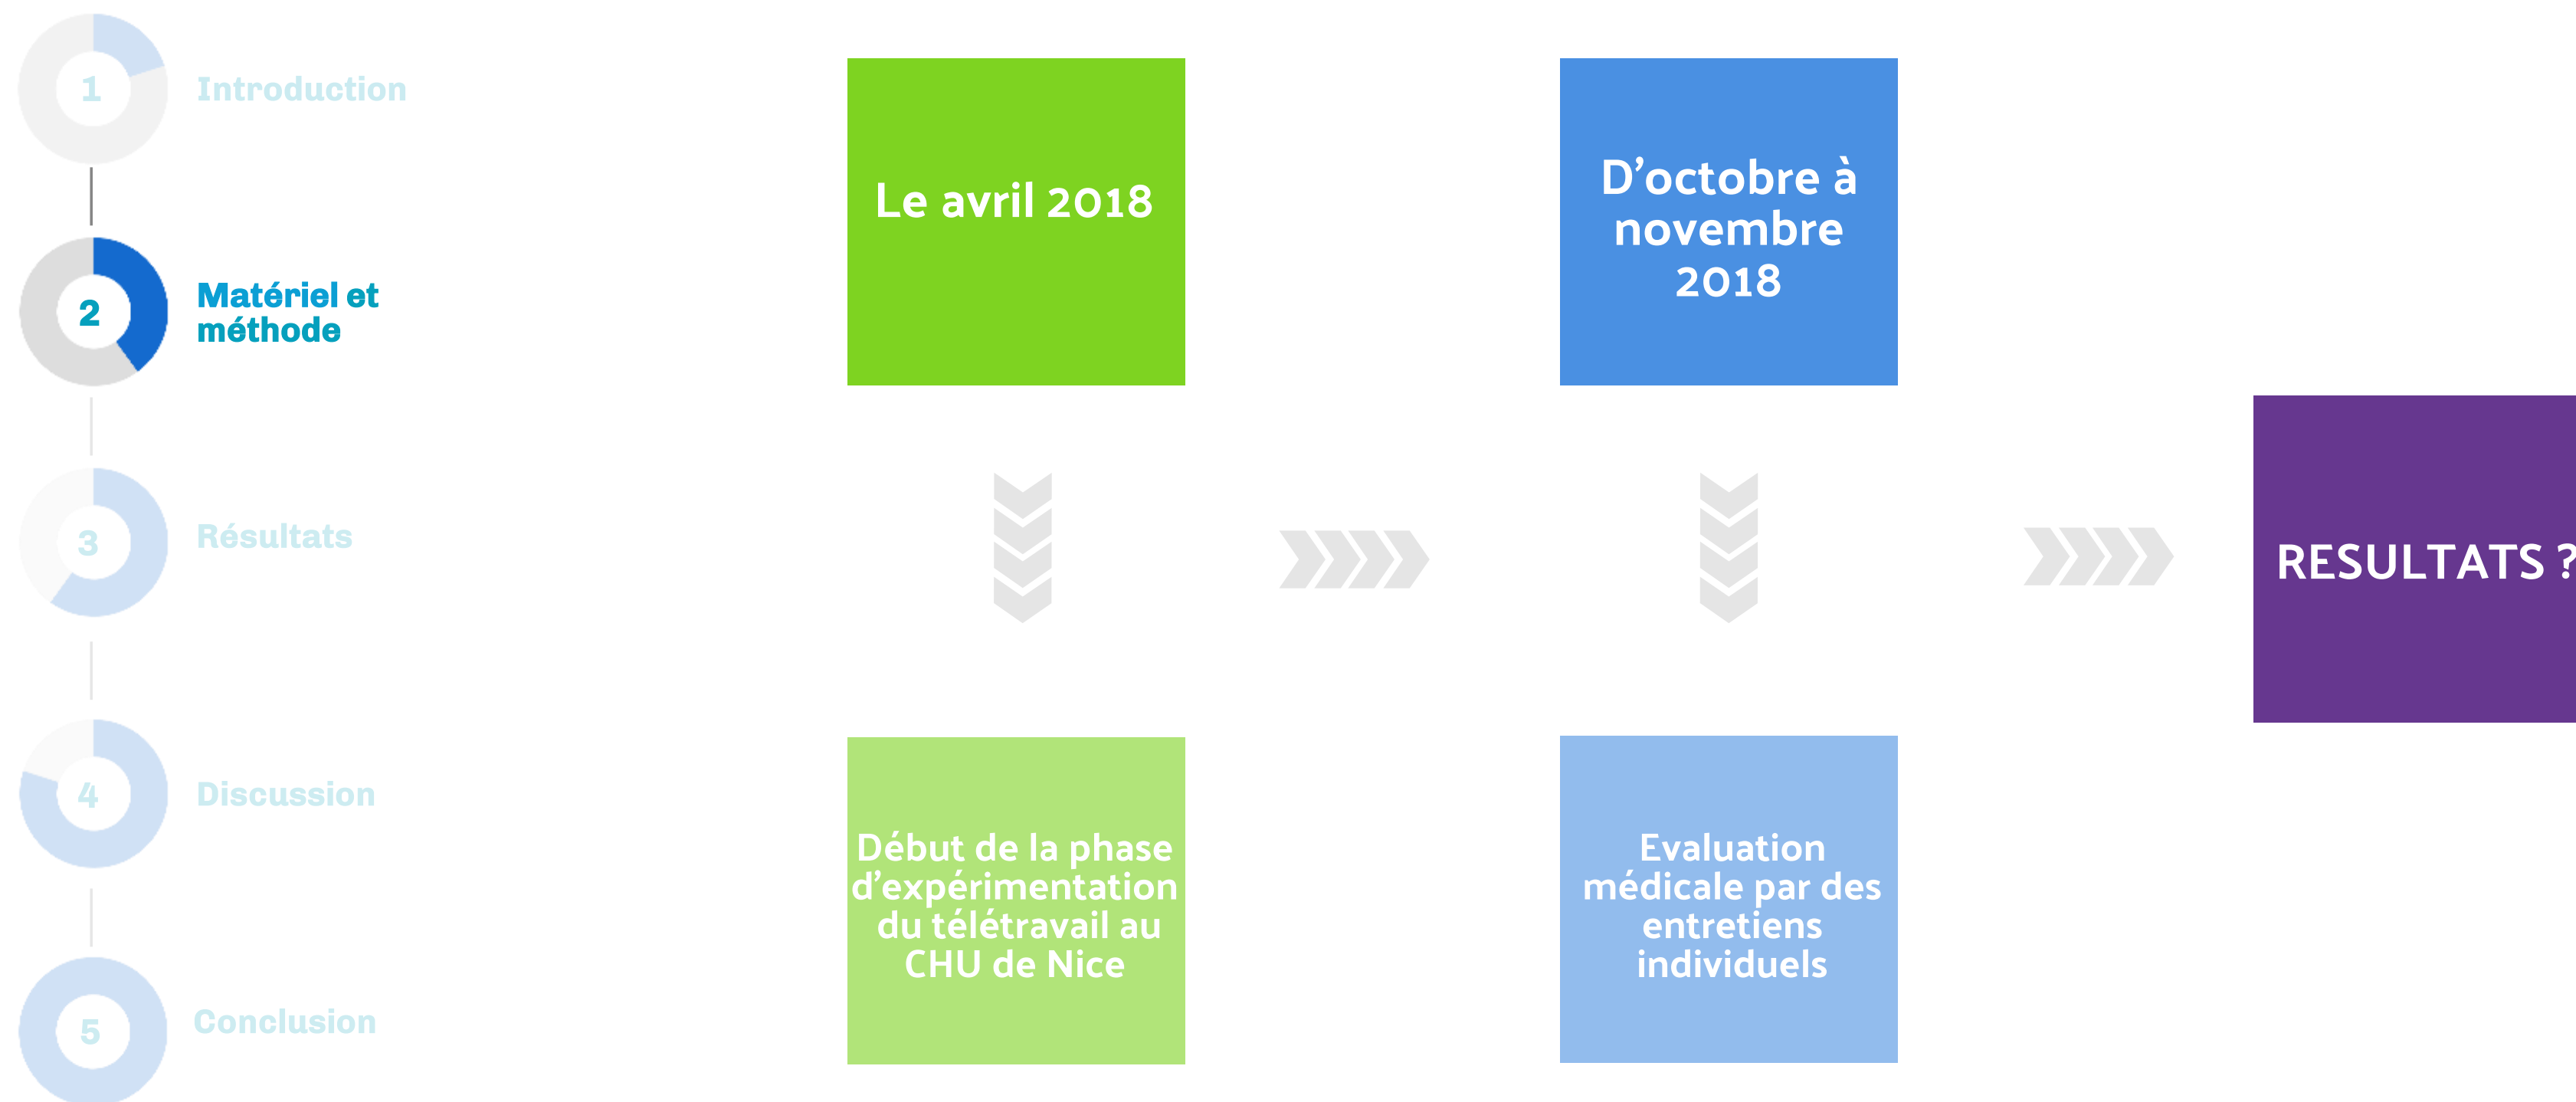 1
Introduction
2
Matériel et
méthode
3
Résultats
4
Discussion
5
Conclusion
Le avril 2018
Début de la phase
d'expérimentation
du télétravail au
CHU de Nice
D'octobre à
novembre
2018
Evaluation
médicale par des
entretiens
individuels
RESULTATS ?